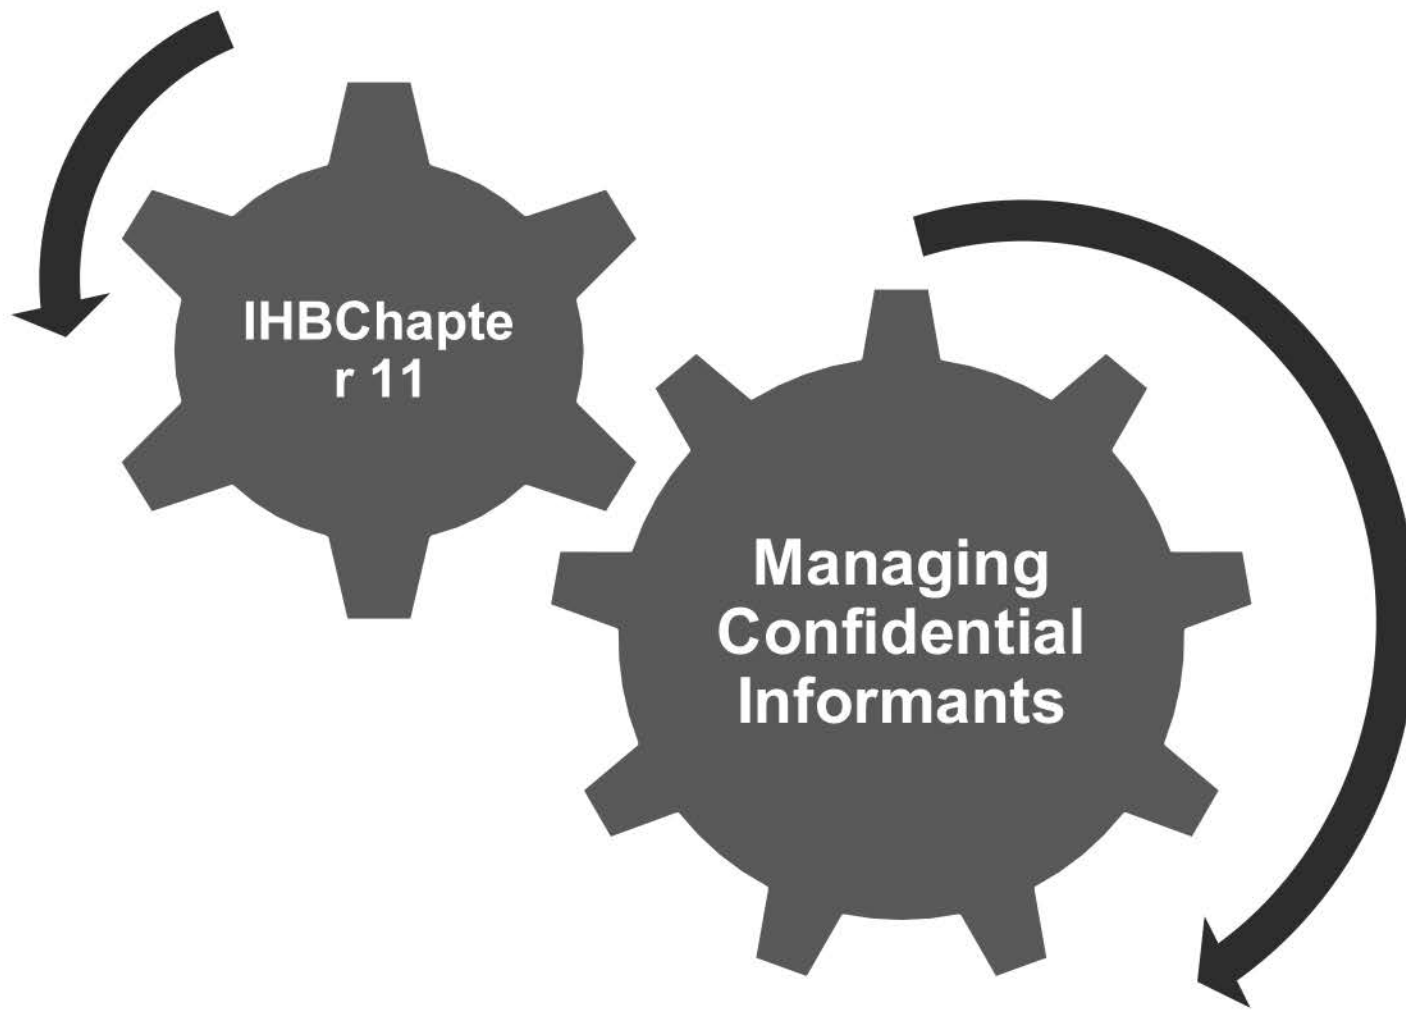 IHBChapte
r 11
Managing
Confidential
Informants